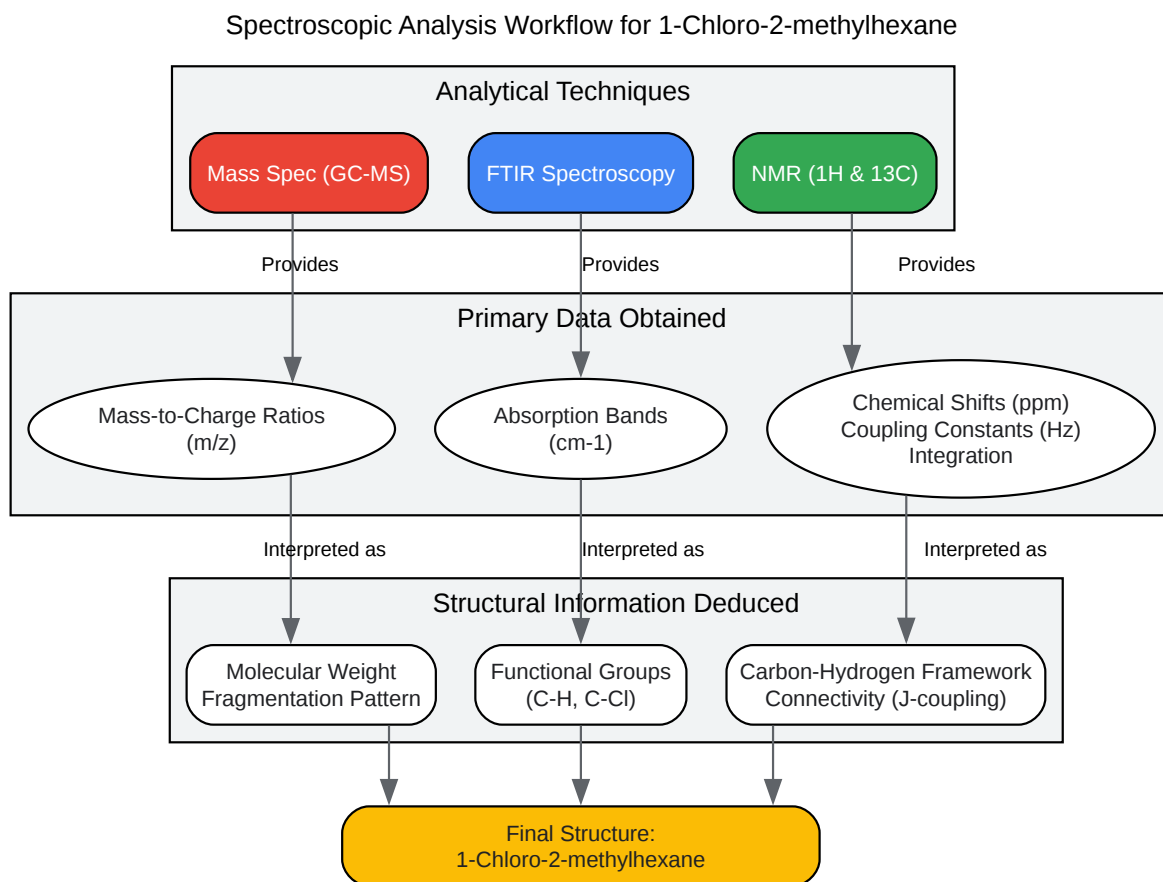 Spectroscopic Analysis Workflow for 1-Chloro-2-methylhexane
Analytical Techniques
Mass Spec (GC-MS)
FTIR Spectroscopy
NMR (1H & 13C)
Provides
Provides
Provides
Primary Data Obtained
Mass-to-Charge Ratios
(m/z)
Absorption Bands
(cm-1)
Chemical Shifts (ppm)
Coupling Constants (Hz)
Integration
Interpreted as
Interpreted as
Interpreted as
Structural Information Deduced
Molecular Weight
Fragmentation Pattern
Functional Groups
(C-H, C-Cl)
Carbon-Hydrogen Framework
Connectivity (J-coupling)
Final Structure:
1-Chloro-2-methylhexane